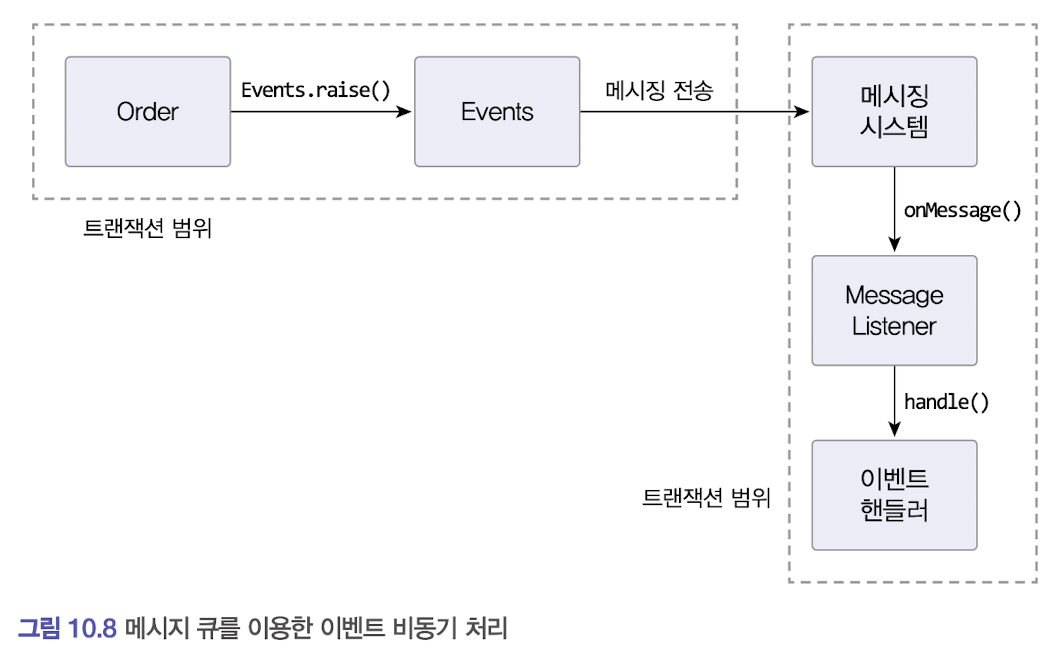 Order
Events.raise()
Events
메시징 전송
메시징
시스템
트랜잭션 범위
onMessage()
Message
Listener
handle()
이벤트
핸들러
트랜잭션 범위
그림 10.8 메시지 큐를 이용한 이벤트 비동기 처리